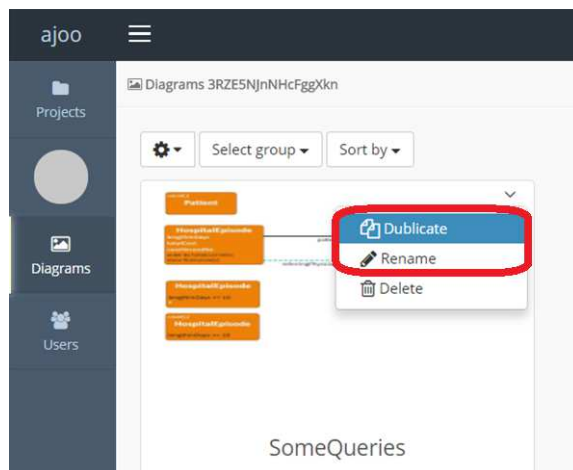 ajoo
Diagrams 3RZE5NJnNHcFggXkn
Projects
Select group
Sort by
Patient
HospitalEpisode
Dublicate
Rename
Diagrams
HospitalEpisode
Delete
HospitalEpisode
Users
SomeQueries